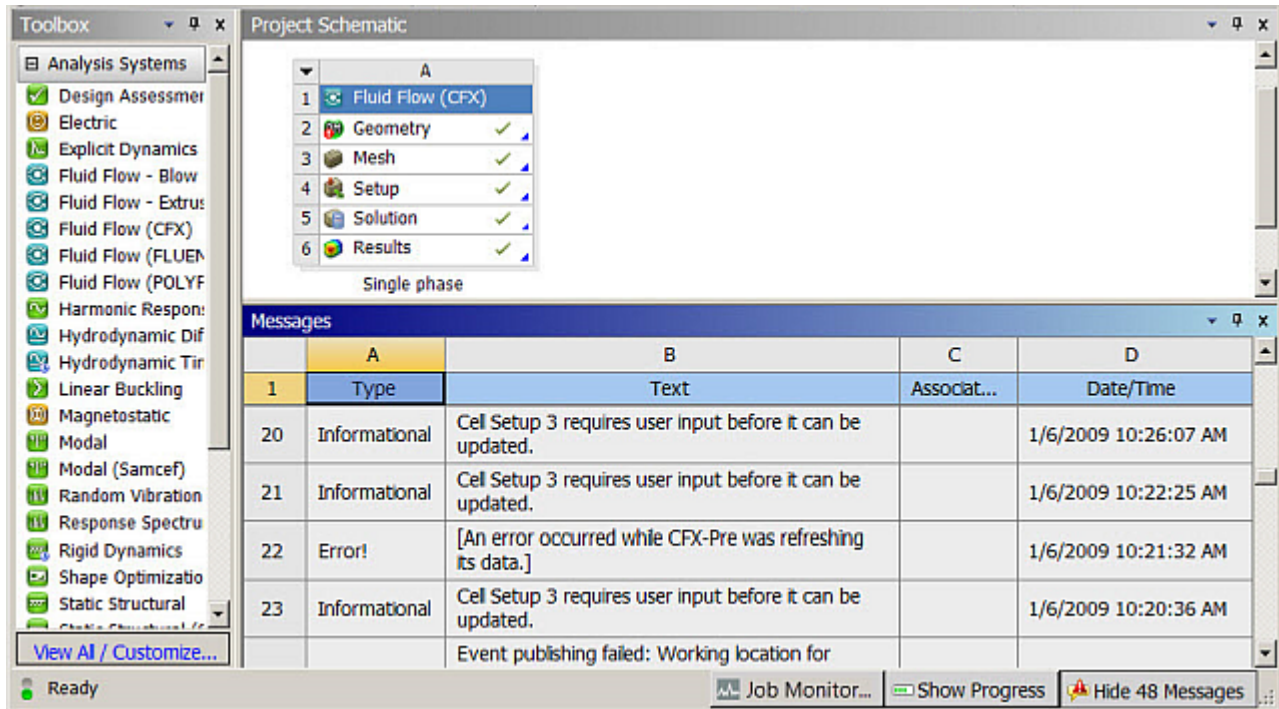 Toolbox
Analysis Systems
Design Assessmer
Electric
Explicit Dynamics
Fluid Flow - Blow
Fluid Flow - Extrus
Fluid Flow (CFX)
Fluid Flow (FLUEN
Fluid Flow (POLYF
Harmonic Respon
Hydrodynamic Dif
Hydrodynamic Tir
Linear Buckling
Magnetostatic
Modal
Modal (Samcef)
Random Vibration
Response Spectru
Rigid Dynamics
Shape Optimizatio
Static Structural
View All / Customize...
Project Schematic
A
1 Fluid Flow (CFX)
2 Geometry
3 Mesh
4 Setup
5 Solution
6 Results
Single phase
Messages
A B C D
1 Type Text Associat... Date/Time
20 Informational Cell Setup 3 requires user input before it can be
updated. 1/6/2009 10:26:07 AM
21 Informational Cell Setup 3 requires user input before it can be
updated. 1/6/2009 10:22:25 AM
22 Error! [An error occurred while CFX-Pre was refreshing
its data.] 1/6/2009 10:21:32 AM
23 Informational Cell Setup 3 requires user input before it can be
updated. 1/6/2009 10:20:36 AM
Event publishing failed: Working location for
Ready Job Monitor... Show Progress Hide 48 Messages